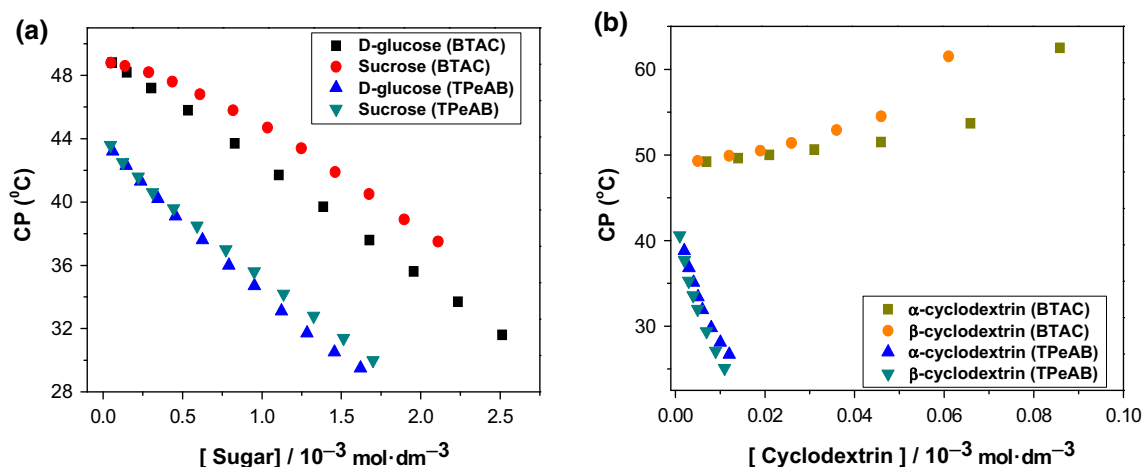 (a)
D-glucose (BTAC)
Sucrose (BTAC)
D-glucose (TPeAB)
Sucrose (TPeAB)
48
44
40
36
32
28
CP (⁰C)
0.0 0.5 1.0 1.5 2.0 2.5
[ Sugar] / 10⁻³ mol·dm⁻³
(b)
60
50
40
30
CP (°C)
α-cyclodextrin (BTAC)
β-cyclodextrin (BTAC)
α-cyclodextrin (TPeAB)
β-cyclodextrin (TPeAB)
0.00 0.02 0.04 0.06 0.08 0.10
[ Cyclodextrin ] / 10⁻³ mol·dm⁻³